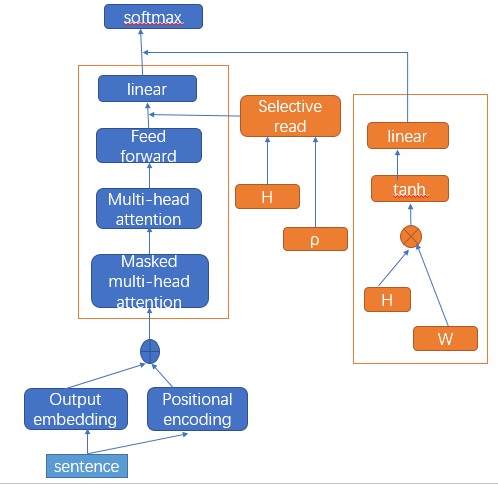 softmax
linear
Selective
read
Feed
forward
linear
tanh
Multi-head
attention
H
ρ
Masked
multi-head
attention
H
W
Output
embedding
Positional
encoding
sentence